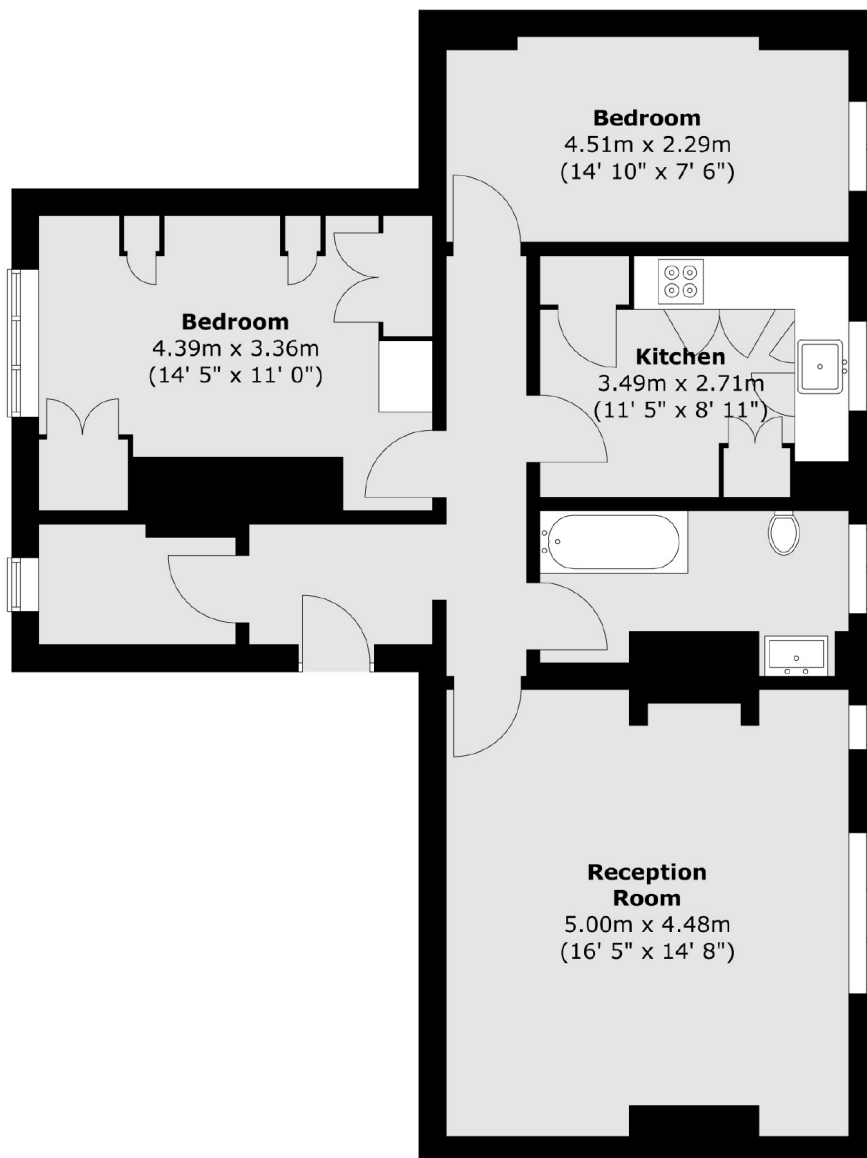 Bedroom
4.51m x 2.29m
(14' 10" x 7' 6")
Bedroom
4.39m x 3.36m
(14' 5" x 11' 0")
Kitchen
3.49m x 2.71m
(11' 5" x 8' 11")
Reception
Room
5.00m x 4.48m
(16' 5" x 14' 8")